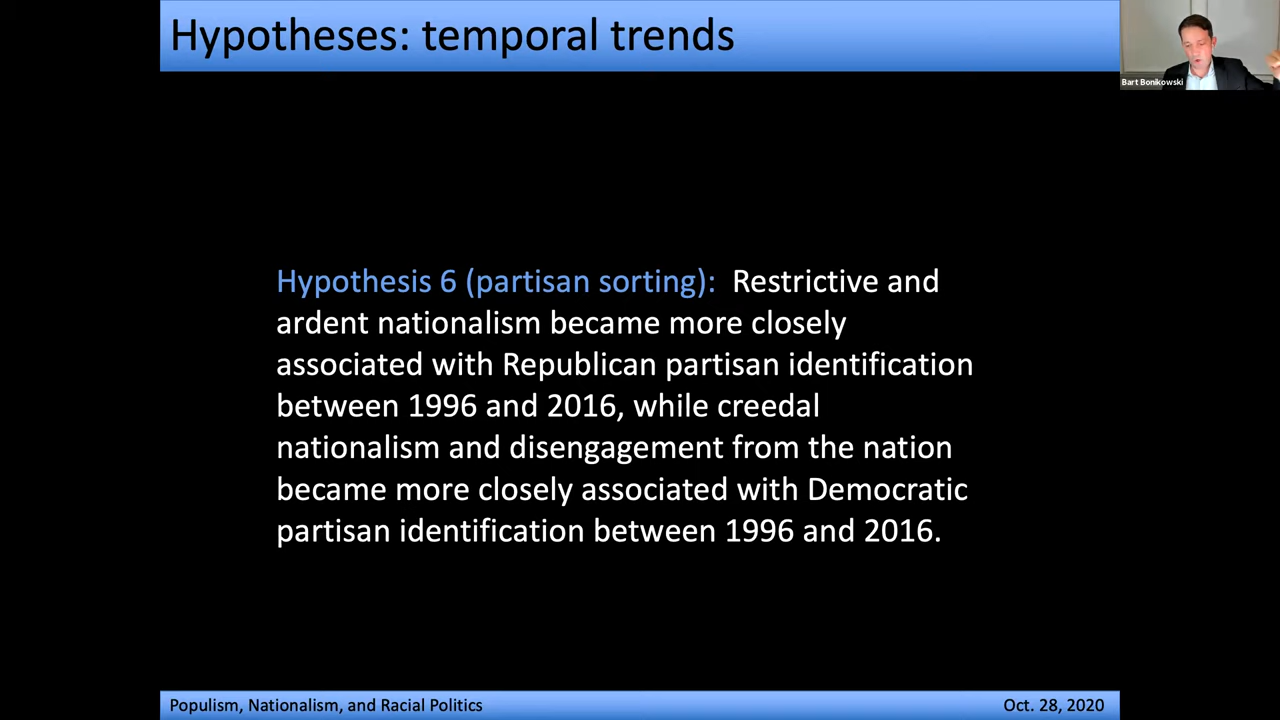 Hypotheses: temporal trends
Bart Bonikowski
Hypothesis 6 (partisan sorting): Restrictive and
ardent nationalism became more closely
associated with Republican partisan identification
between 1996 and 2016, while creedal
nationalism and disengagement from the nation
became more closely associated with Democratic
partisan identification between 1996 and 2016.
Populism, Nationalism, and Racial Politics
Oct. 28, 2020